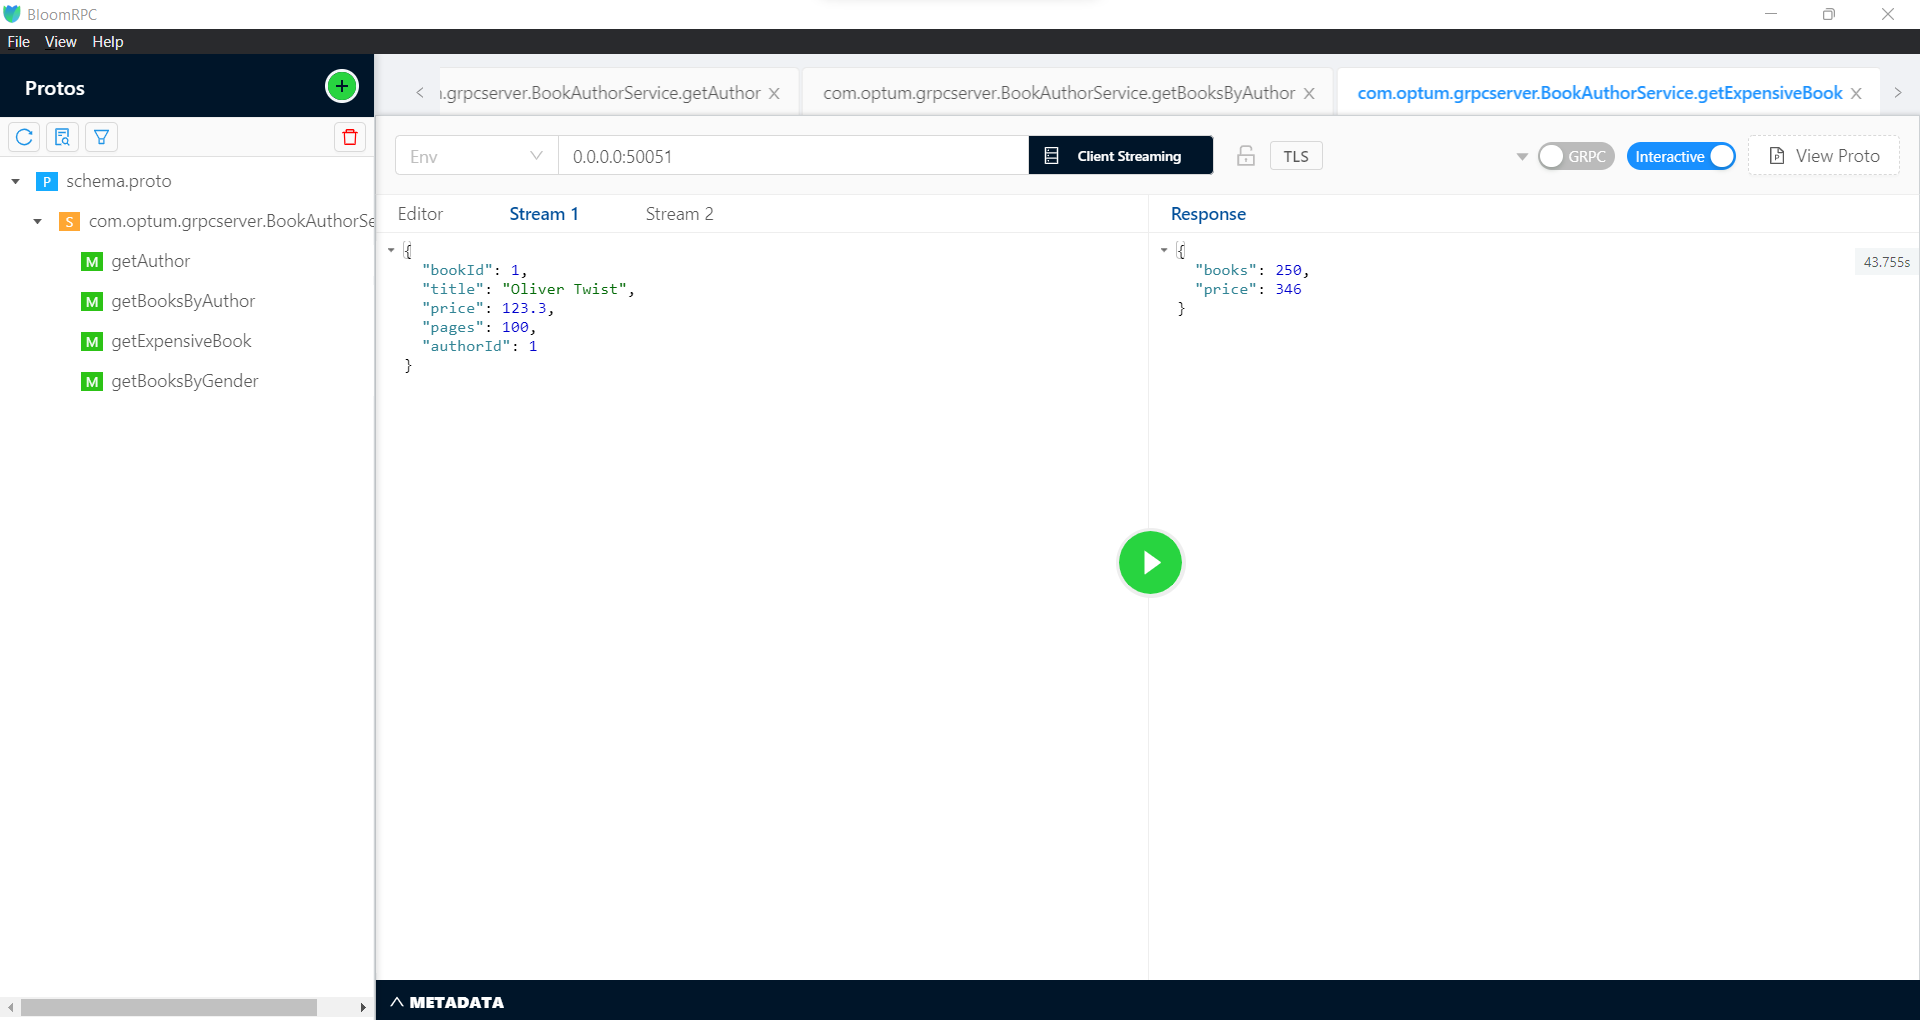 BloomRPC
File View Help
Protos
schema.proto
com.optum.grpcserver.BookAuthorSe
getAuthor
getBooksByAuthor
getExpensiveBook
getBooksByGender
.grpcserver.BookAuthorService.getAuthor
com.optum.grpcserver.BookAuthorService.getBooksByAuthor
com.optum.grpcserver.BookAuthorService.getExpensiveBook
Env
0.0.0.0:50051
Client Streaming
TLS
GRPC
Interactive
View Proto
Editor
Stream 1
Stream 2
{
"bookId": 1,
"title": "Oliver Twist",
"price": 123.3,
"pages": 100,
"authorId": 1
}
Response
{
"books": 250,
"price": 346
}
43.755s
METADATA
P
S
M
M
M
M